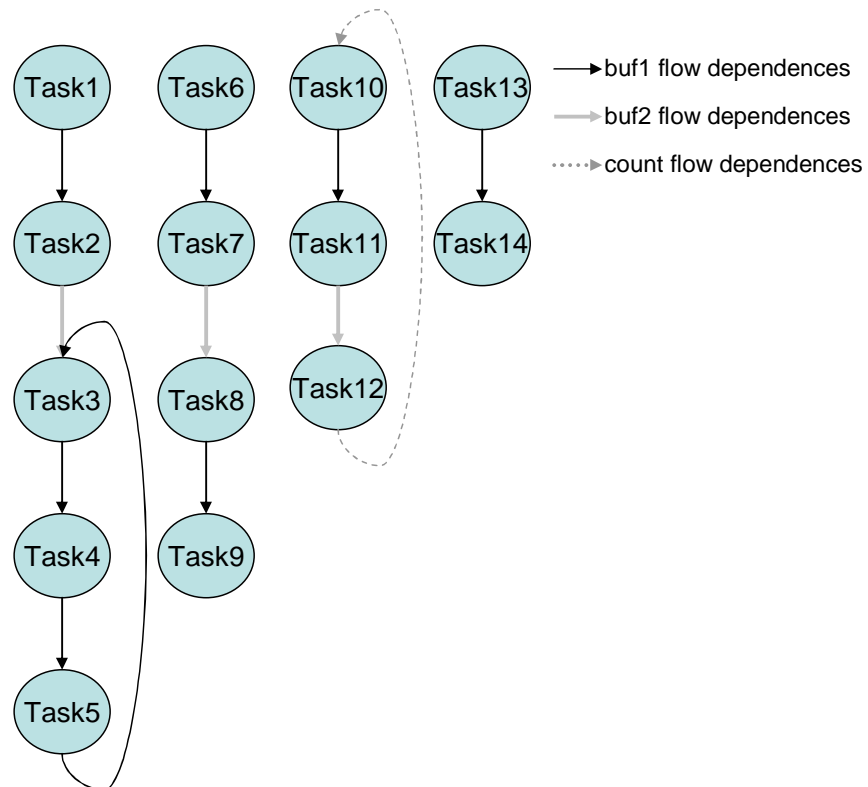 Task1
Task6
Task10
Task13
buf1 flow dependences
buf2 flow dependences
count flow dependences
Task2
Task7
Task11
Task14
Task3
Task8
Task12
Task4
Task9
Task5